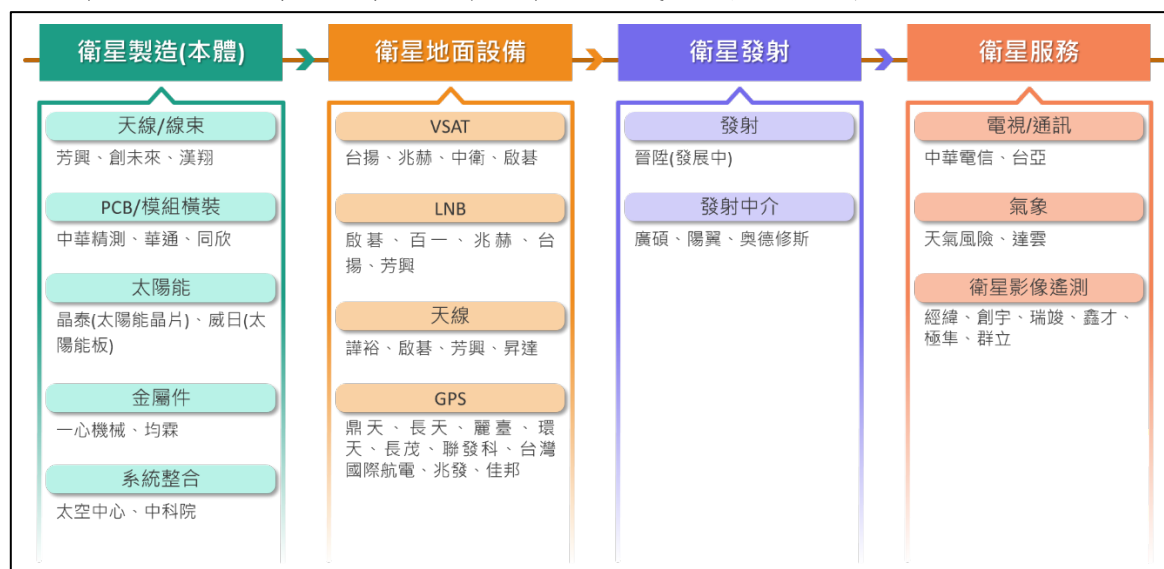 衛星製造(本體)
天線/線束
芳興、創未來、漢翔
PCB/模組橫裝
中華精測、華通、同欣
太陽能
晶泰(太陽能晶片)、威日(太
陽能板)
金屬件
一心機械、均霖
系統整合
太空中心、中科院
衛星地面設備
VSAT
台揚、兆赫、中衛、啟碁
LNB
啟碁、百一、兆赫、台
揚、芳興
天線
譁裕、啟碁、芳興、昇達
GPS
鼎天、長天、麗臺、環
天、長茂、聯發科、台灣
國際航電、兆發、佳邦
衛星發射
發射
晉陞(發展中)
發射中介
廣碩、陽翼、奧德修斯
衛星服務
電視/通訊
中華電信、台亞
氣象
天氣風險、達雲
衛星影像遙測
經緯、創宇、瑞竣、鑫才、
極隼、群立